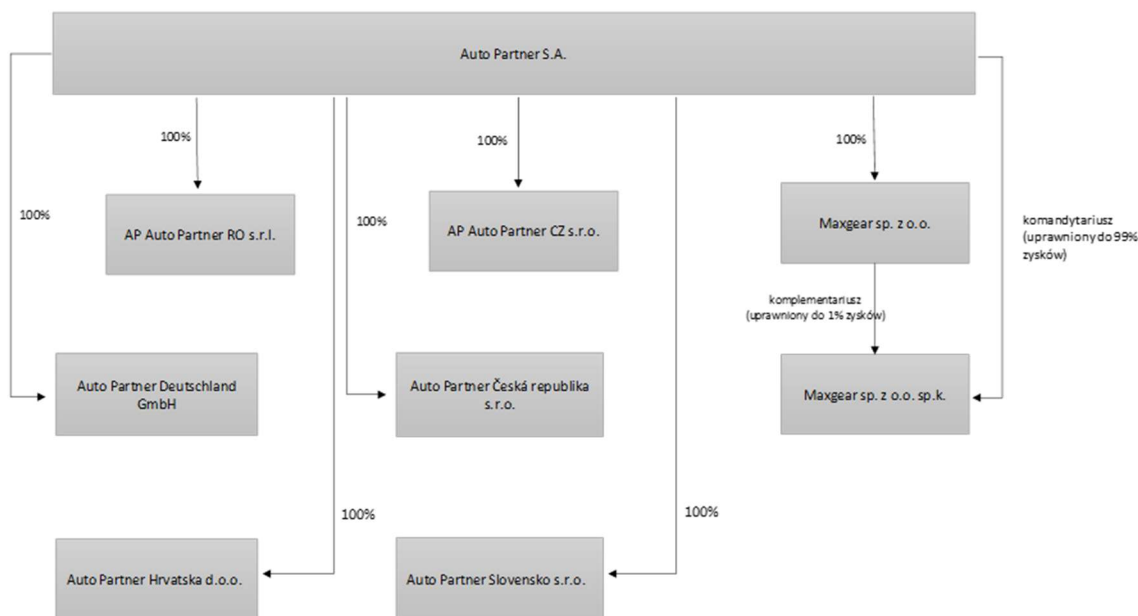 Auto Partner S.A.
100%
100%
100%
100%
100%
AP Auto Partner RO s.r.l.
AP Auto Partner CZ s.r.o.
Maxgear sp. z o.o.
komandytariusz
(uprawniony do 99%
zysków)
komplementariusz
(uprawniony do 1% zysków)
Auto Partner Deutschland
GmbH
Auto Partner Česká republika
s.r.o.
Maxgear sp. z o.o. sp.k.
100%
100%
Auto Partner Hrvatska d.o.o.
Auto Partner Slovensko s.r.o.